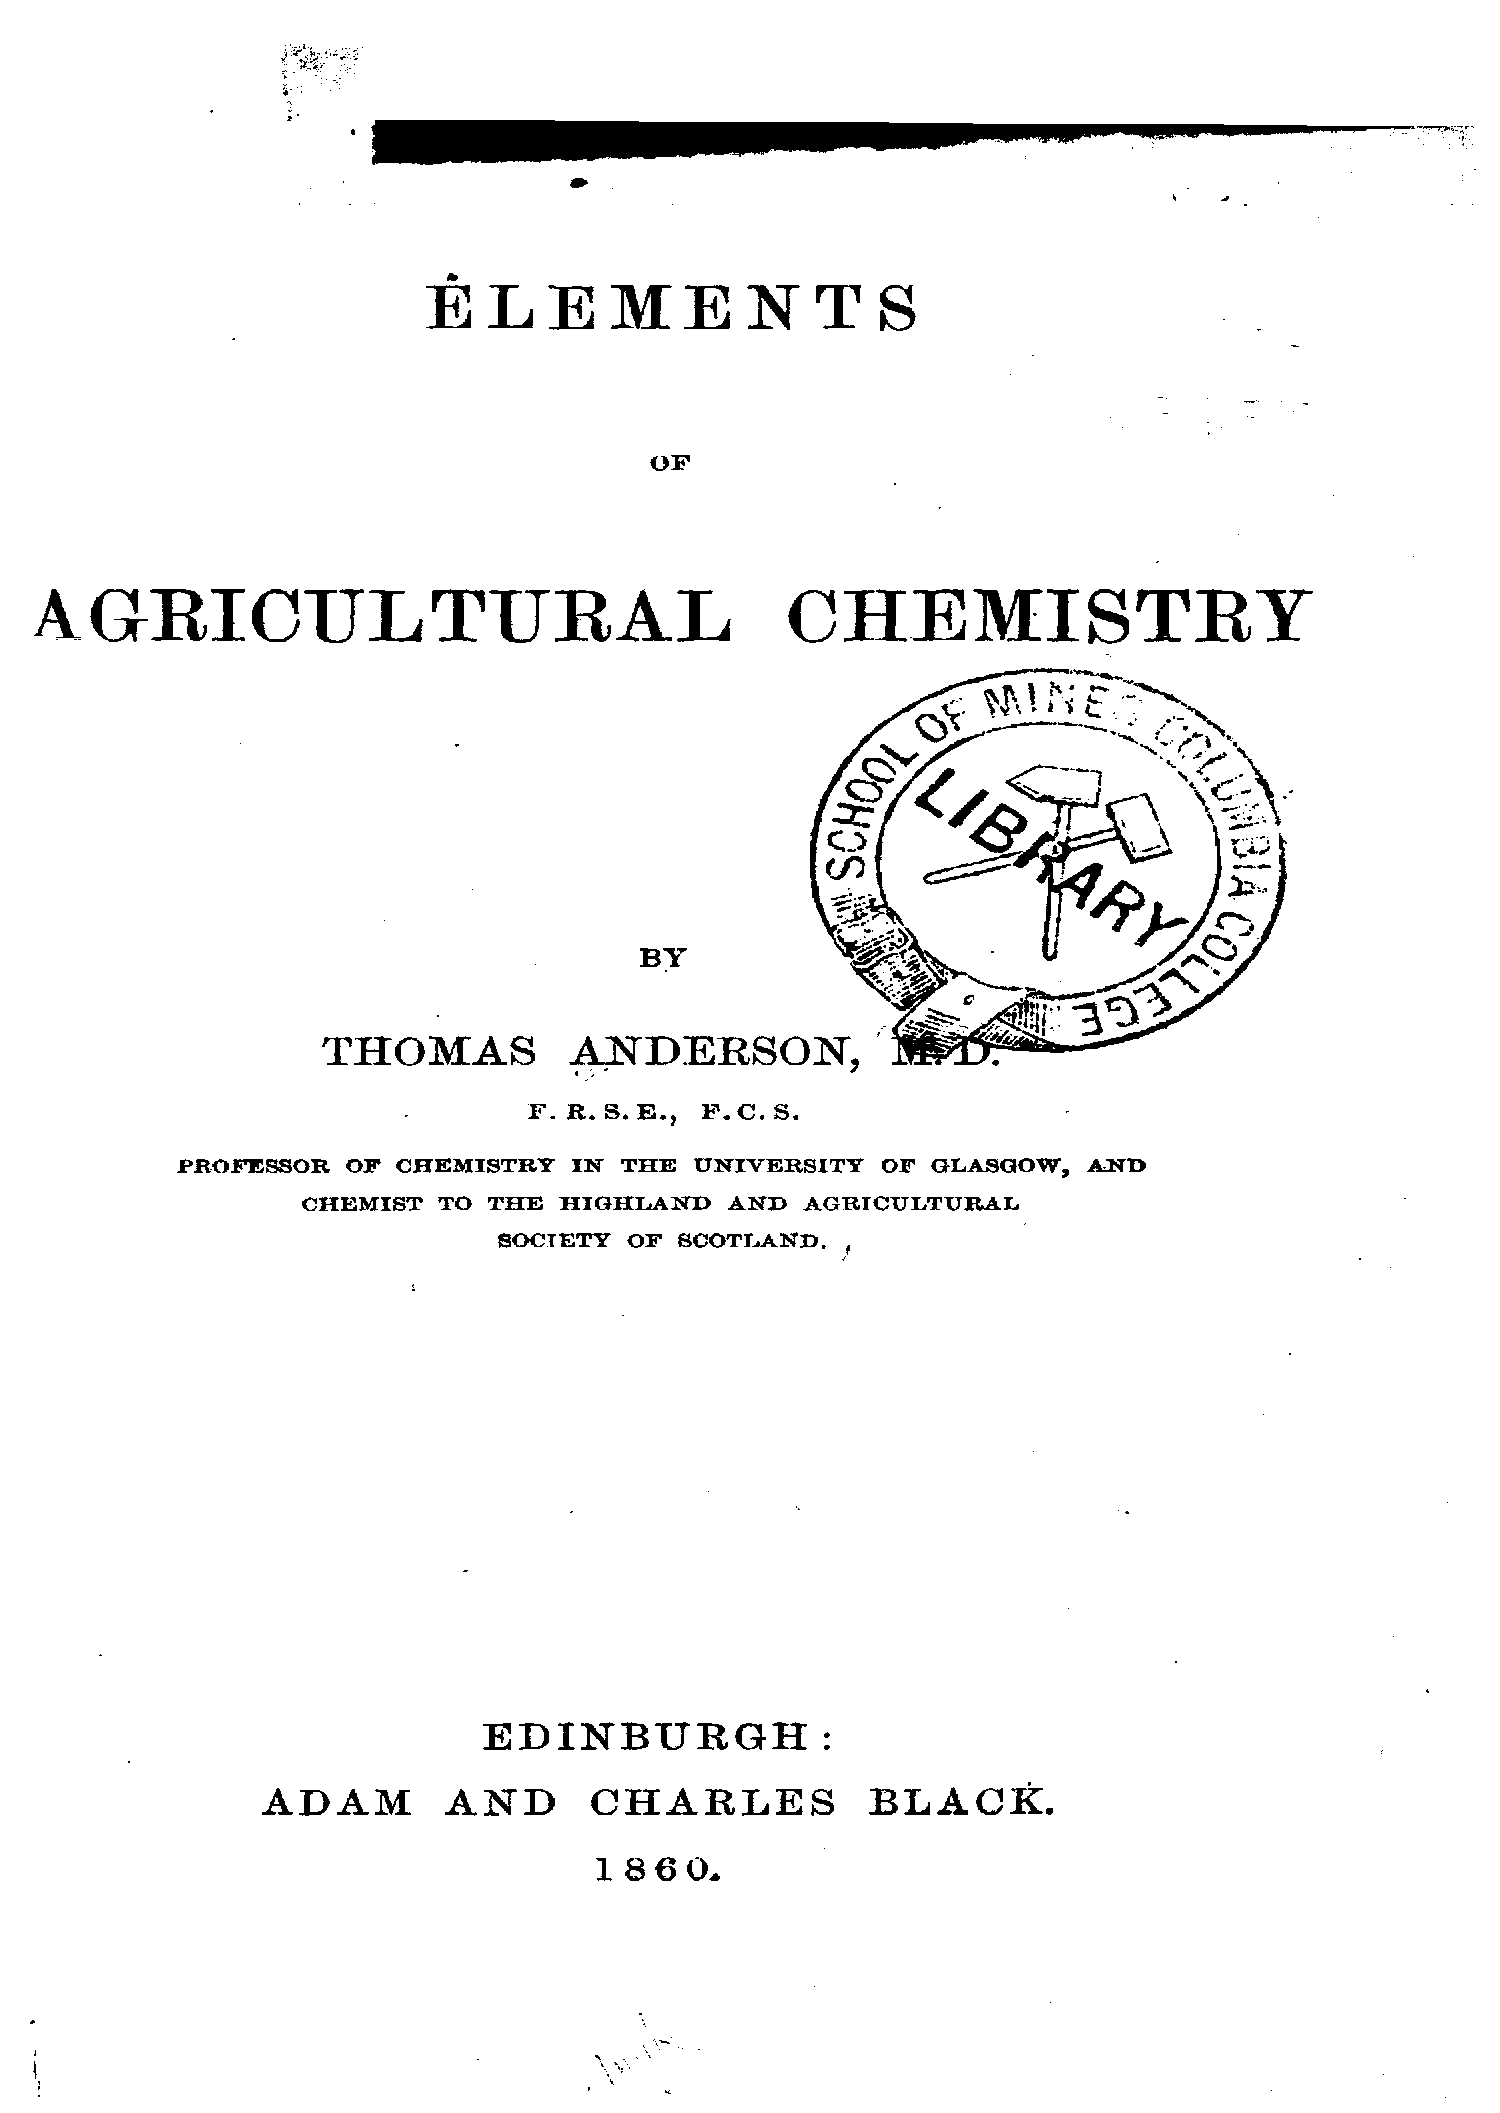 ELEMENTS
OF
AGRICULTURAL CHEMISTRY
SCHOOL OF MINES COLUMBIA COLLEGE
LIBRARY
BY
THOMAS ANDERSON, M.D.
F. R. S. E., F. C. S.
PROFESSOR OF CHEMISTRY IN THE UNIVERSITY OF GLASGOW, AND
CHEMIST TO THE HIGHLAND AND AGRICULTURAL
SOCIETY OF SCOTLAND.
EDINBURGH:
ADAM AND CHARLES BLACK.
1860.